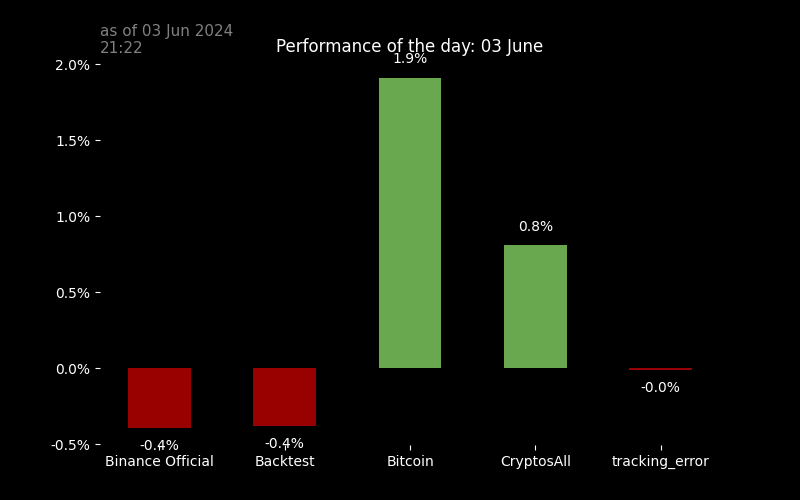 as of 03 Jun 2024
21:22
Performance of the day: 03 June
2.0%
1.5%
1.0%
0.5%
0.0%
-0.5%
-0.4%
-0.4%
1.9%
0.8%
-0.0%
Binance Official
Backtest
Bitcoin
CryptosAll
tracking_error